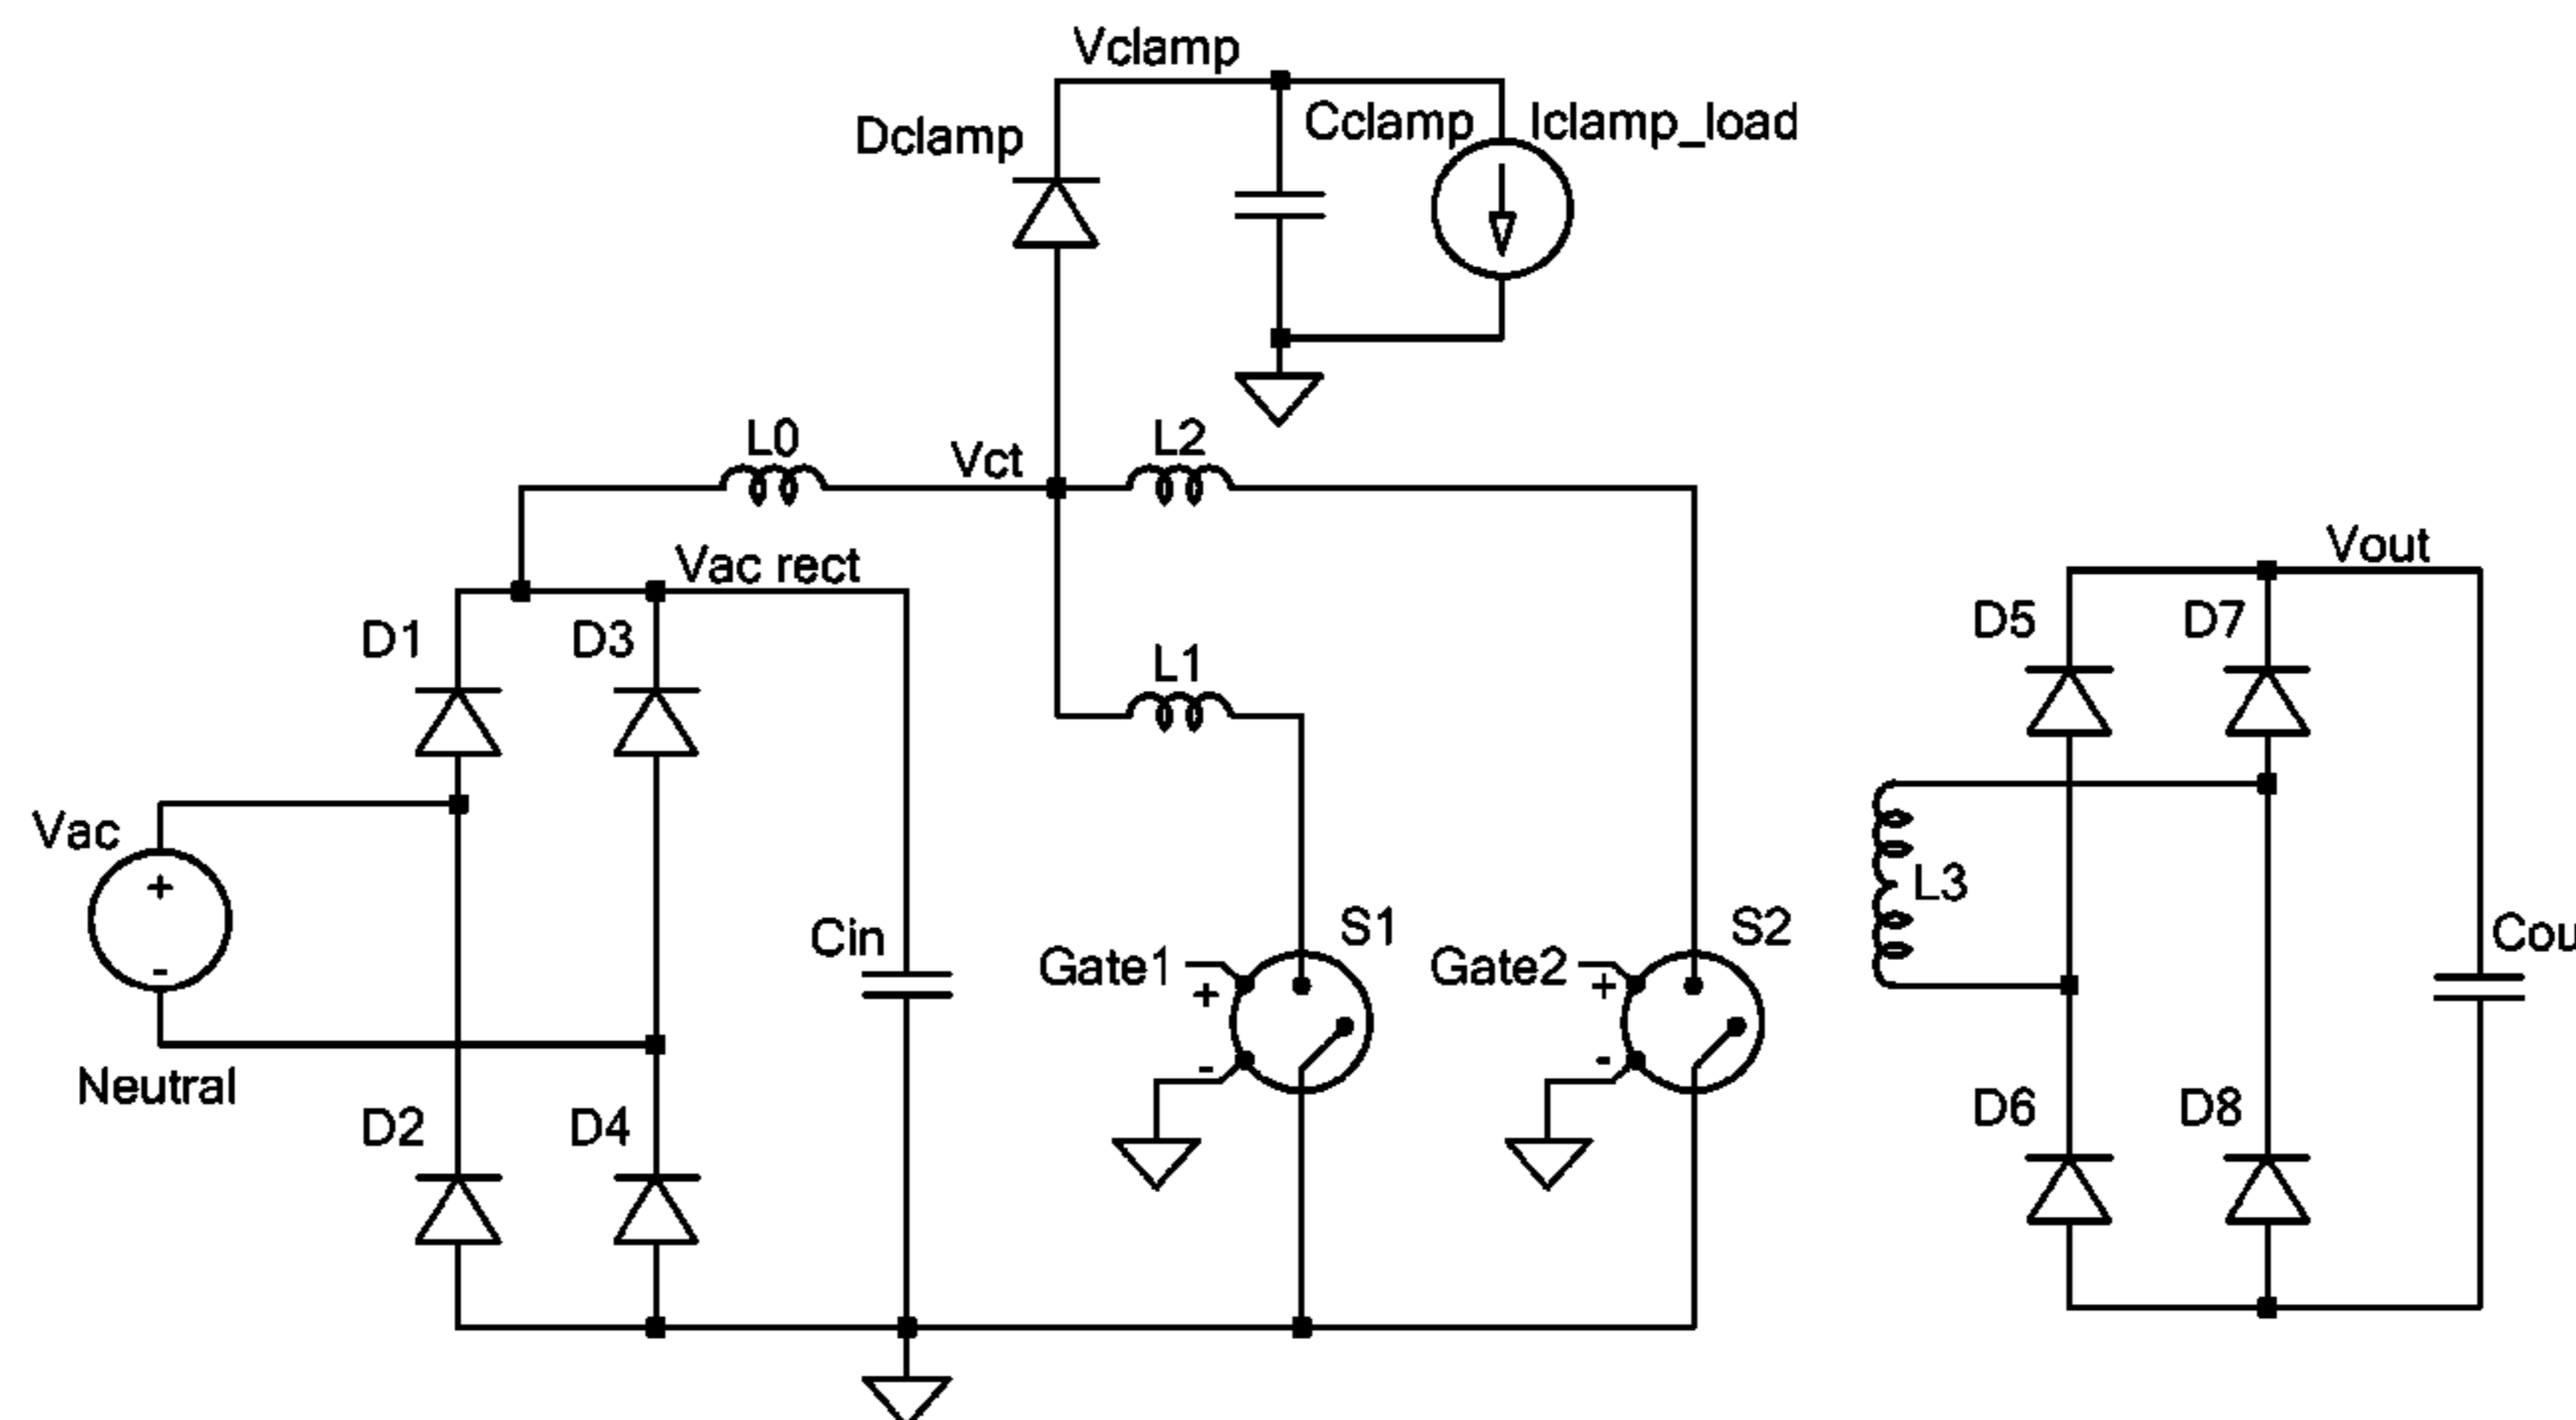 Vclamp
Dclamp
Cclamp
Iclamp_load
L0
Vct
L2
Vac rect
Vout
D1
D3
L1
D5
D7
Vac
+
-
Neutral
Cin
Gate1
+
-
S1
Gate2
+
-
S2
L3
Cou
D2
D4
D6
D8